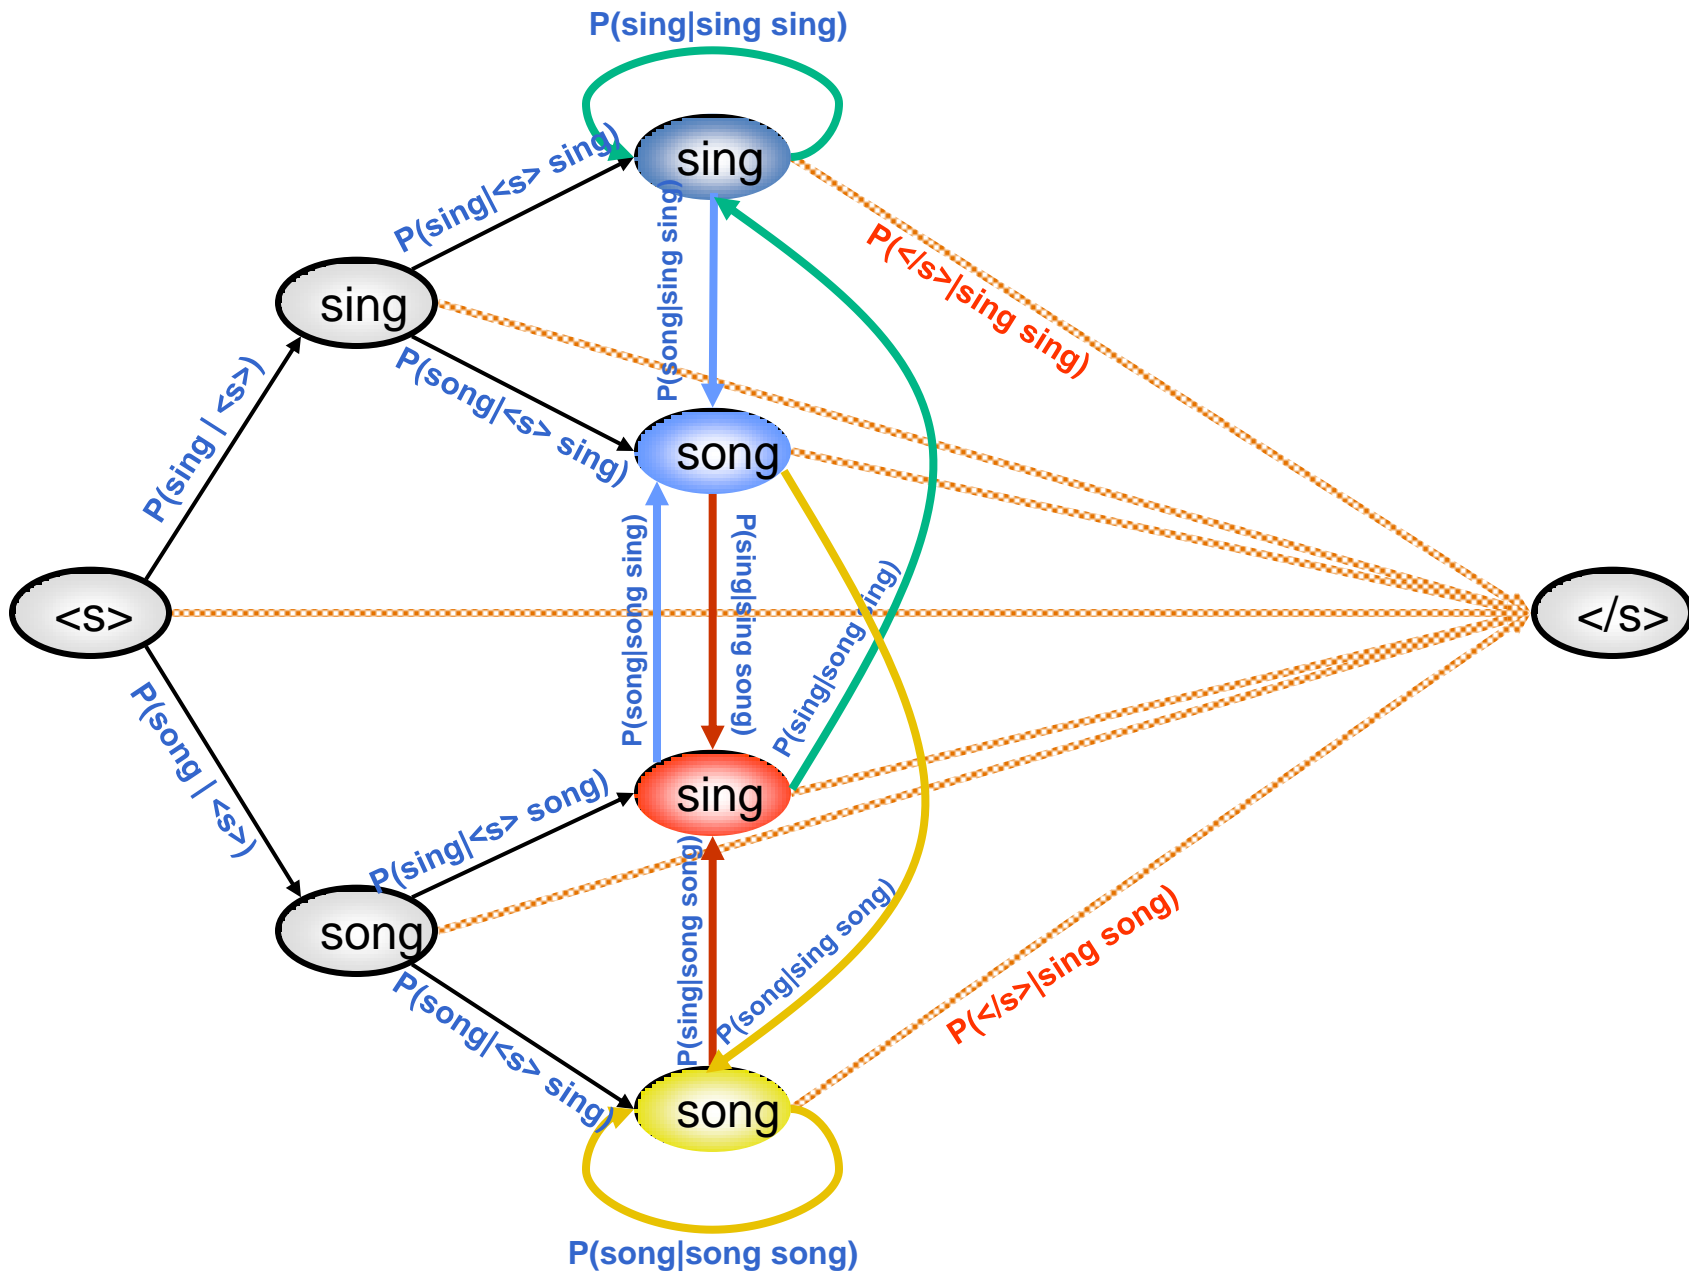 P(sing|sing sing)
sing
P(sing|<s> sing)
P(song|sing sing)
P(</s>|sing sing)
sing
P(song|<s> sing)
song
P(sing | <s>)
P(song|song sing)
P(sing|sing song)
P(sing|song sing)
<s>
</s>
P(song | <s>)
sing
P(sing|<s> song)
song
P(sing|song song)
P(song|sing song)
P(</s>|sing song)
P(song|<s> sing)
song
P(song|song song)